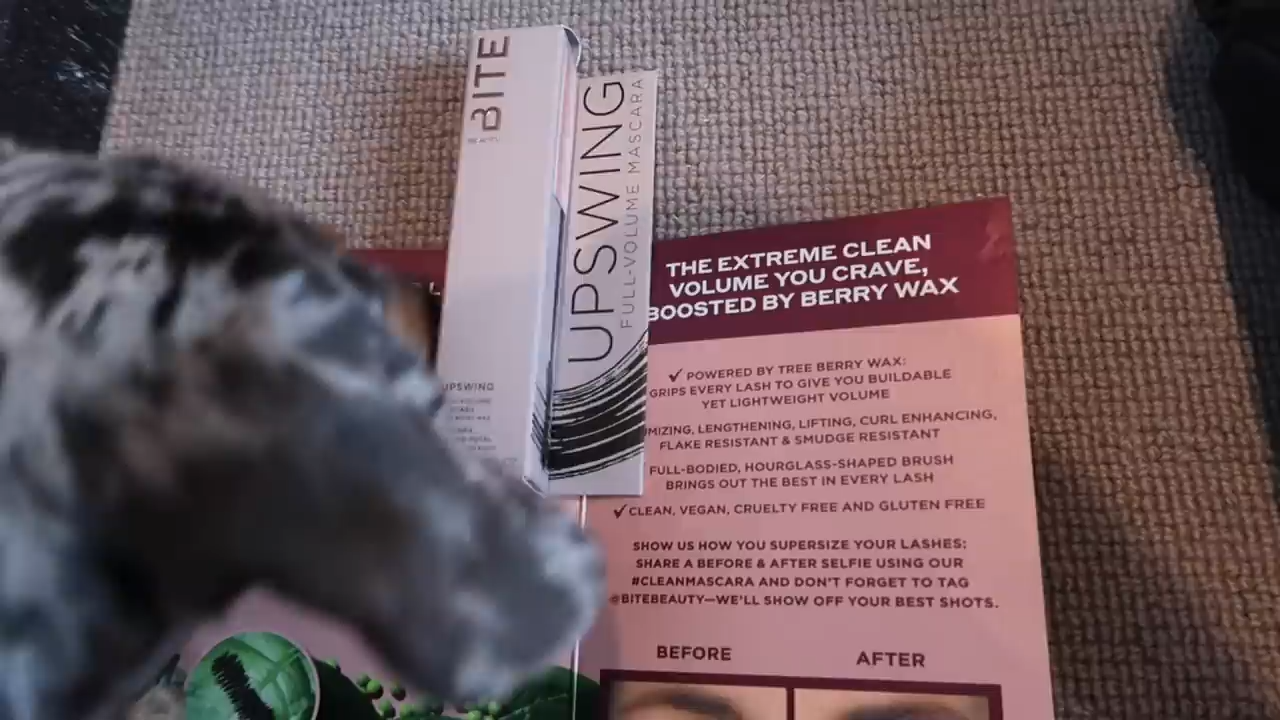 BITE
BEAUTY
UPSWING
FULL-VOLUME MASCARA
UPSWING
THE EXTREME CLEAN
VOLUME YOU CRAVE,
BOOSTED BY BERRY WAX
✓ POWERED BY TREE BERRY WAX:
GRIPS EVERY LASH TO GIVE YOU BUILDABLE
YET LIGHTWEIGHT VOLUME
MIZING, LENGTHENING, LIFTING, CURL ENHANCING,
FLAKE RESISTANT & SMUDGE RESISTANT
FULL-BODIED, HOURGLASS-SHAPED BRUSH
BRINGS OUT THE BEST IN EVERY LASH
✓ CLEAN, VEGAN, CRUELTY FREE AND GLUTEN FREE
SHOW US HOW YOU SUPERSIZE YOUR LASHES:
SHARE A BEFORE & AFTER SELFIE USING OUR
#CLEANMASCARA AND DON'T FORGET TO TAG
@BITEBEAUTY—WE'LL SHOW OFF YOUR BEST SHOTS.
BEFORE
AFTER